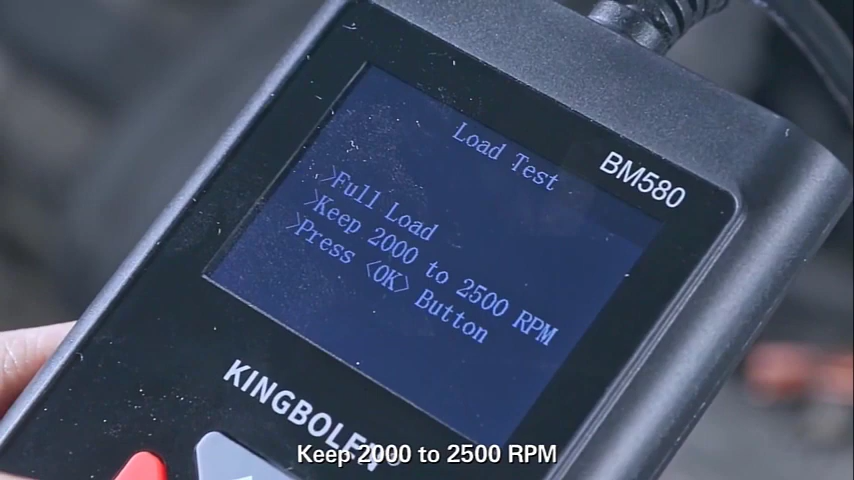 Load Test
BM580
>Full Load
>Keep 2000 to 2500 RPM
>Press <OK> Button
KINGBOLEN
Keep 2000 to 2500 RPM